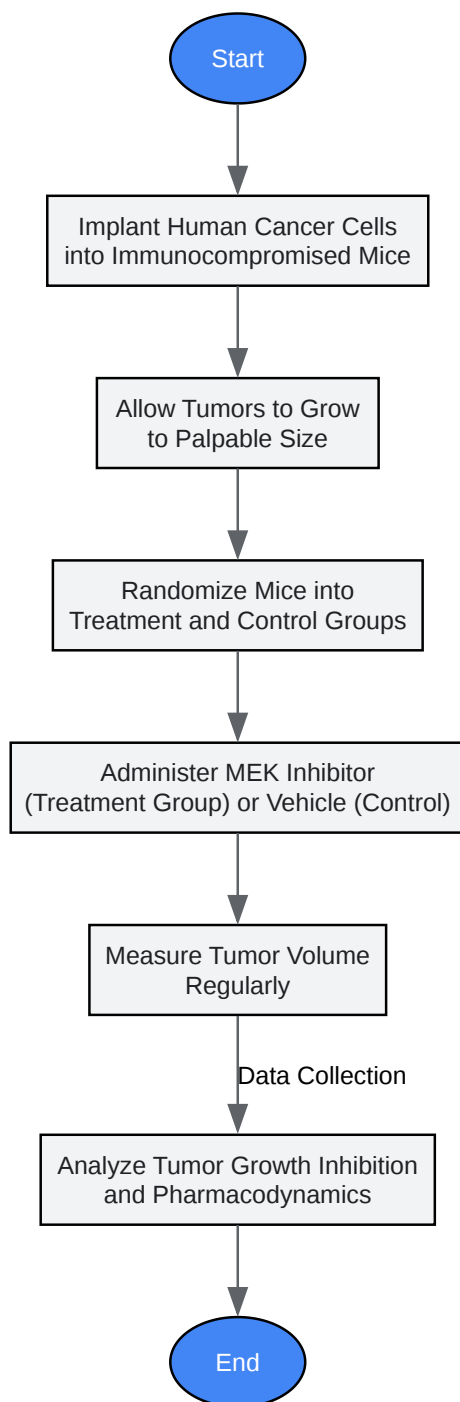 Start
Implant Human Cancer Cells
into Immunocompromised Mice
Allow Tumors to Grow
to Palpable Size
Randomize Mice into
Treatment and Control Groups
Administer MEK Inhibitor
(Treatment Group) or Vehicle (Control)
Measure Tumor Volume
Regularly
Data Collection
Analyze Tumor Growth Inhibition
and Pharmacodynamics
End